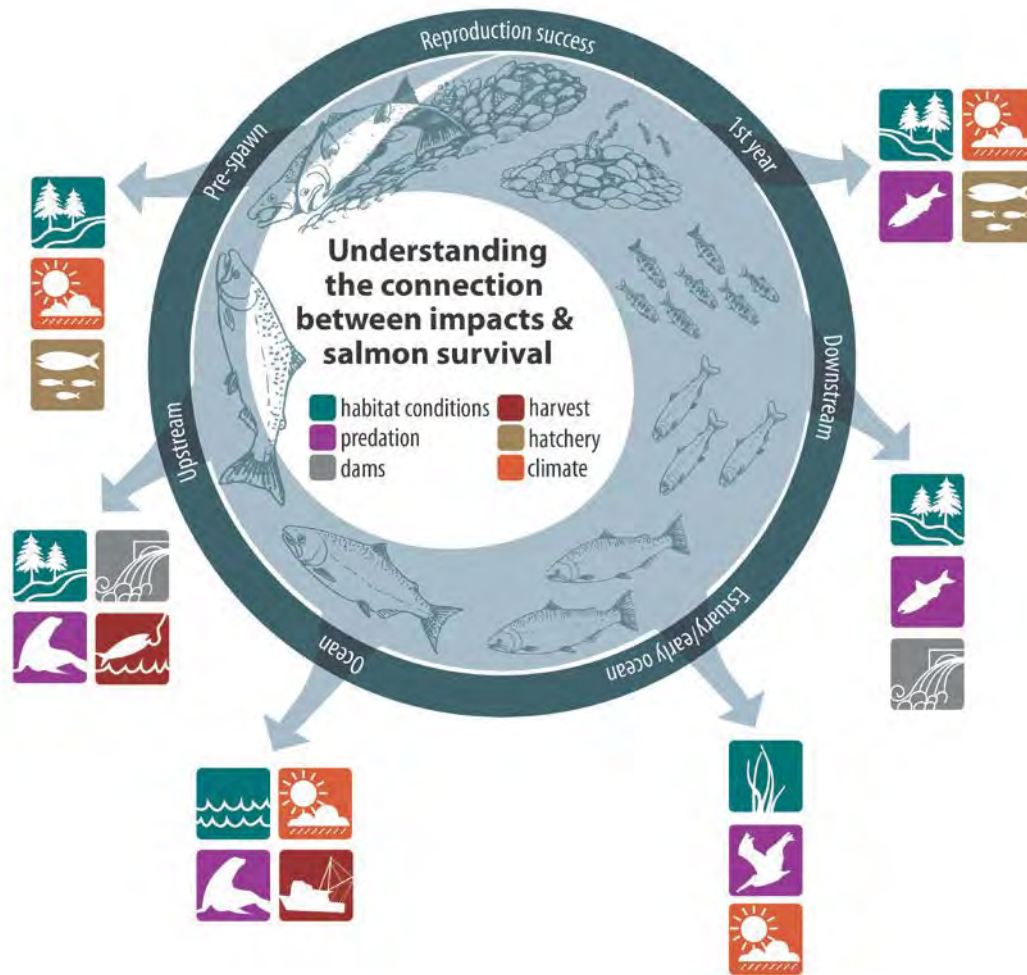 Reproduction success
Pre-spawn
1st year
Understanding
the connection
between impacts &
salmon survival
habitat conditions
harvest
predation
hatchery
dams
climate
Downstream
Upstream
Estuary/early ocean
Ocean